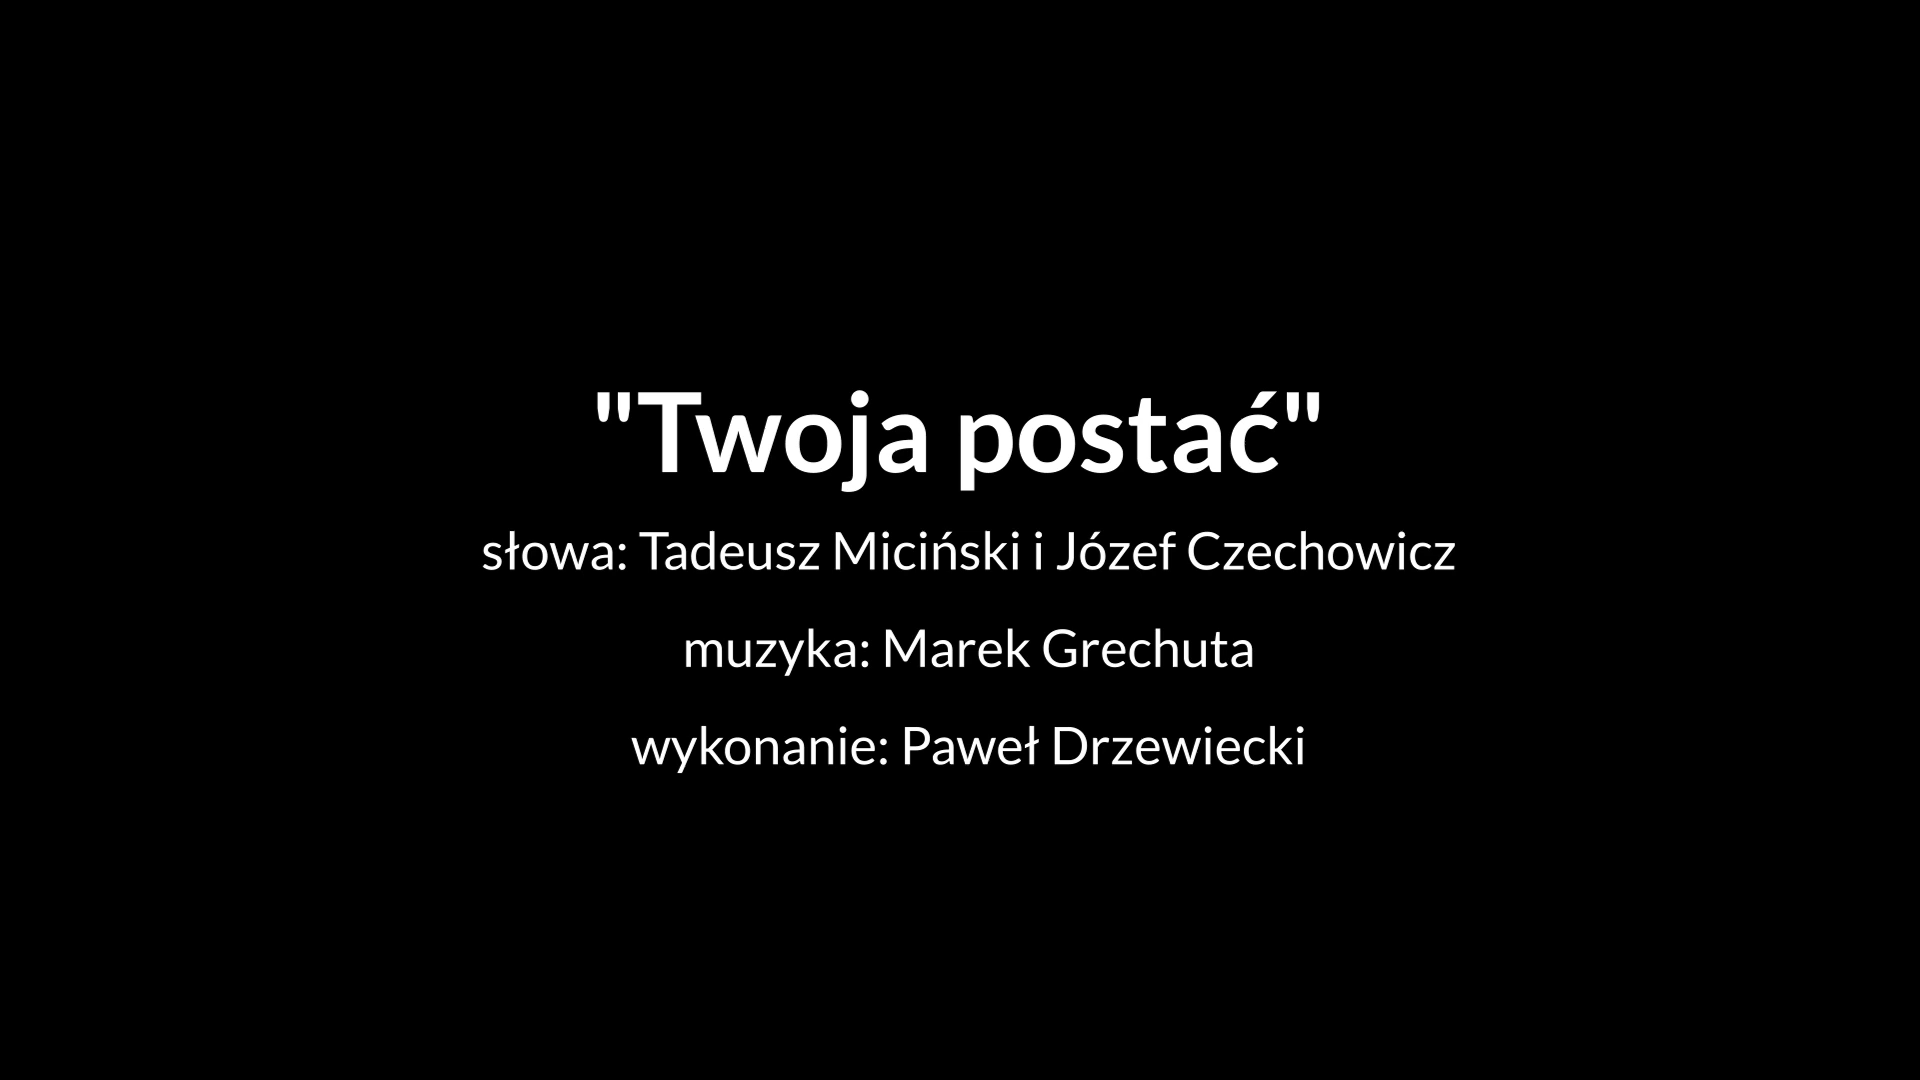 "Twoja postać"
słowa: Tadeusz Miciński i Józef Czechowicz
muzyka: Marek Grechuta
wykonanie: Paweł Drzewiecki